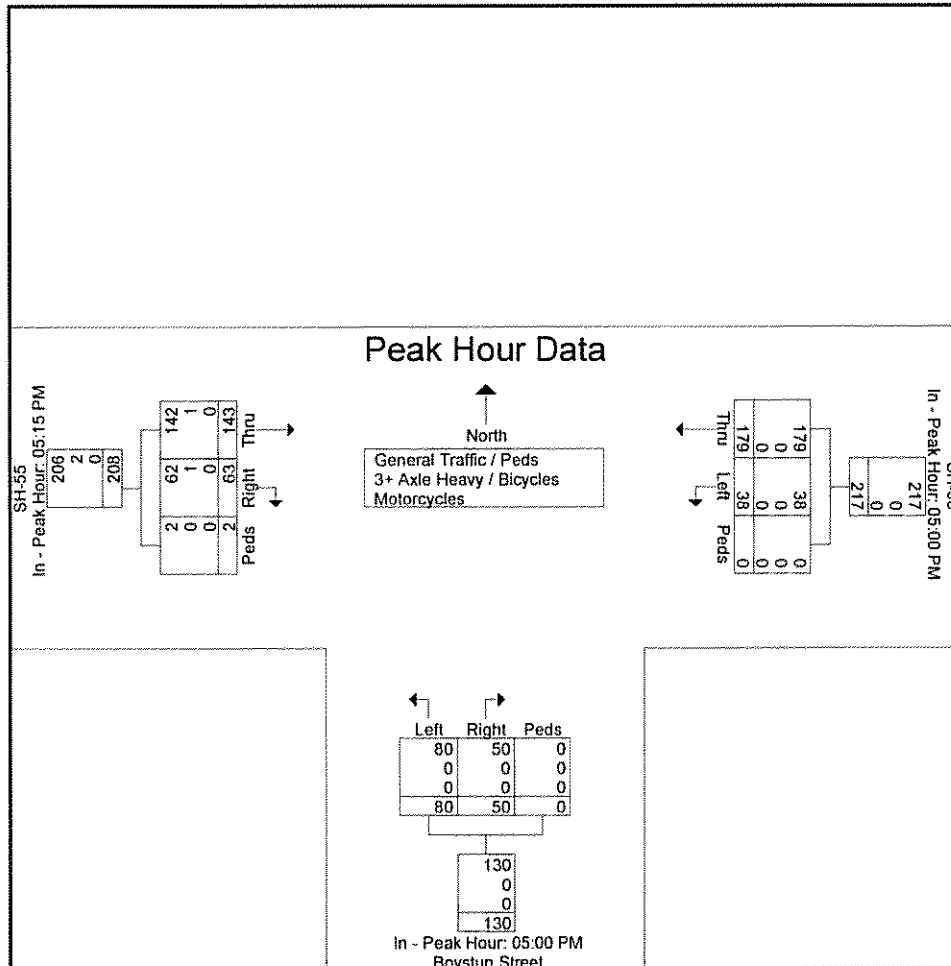 Peak Hour Data
North
General Traffic / Peds
3+ Axle Heavy / Bicycles
Motorcycles
SH-55
In - Peak Hour: 05:15 PM
206
2
0
208
Thru Right Peds
142 62 2
1 1 0
0 0 0
143 63 2
In - Peak Hour: 05:00 PM
217
0
0
217
Thru Left Peds
179 38 0
0 0 0
0 0 0
179 38 0
Left Right Peds
80 50 0
0 0 0
0 0 0
80 50 0
130
0
0
130
In - Peak Hour: 05:00 PM
Boystun Street